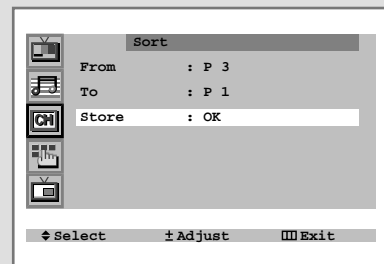 Sort
From : P 3
To : P 1
CH Store : OK
Select ± Adjust Exit